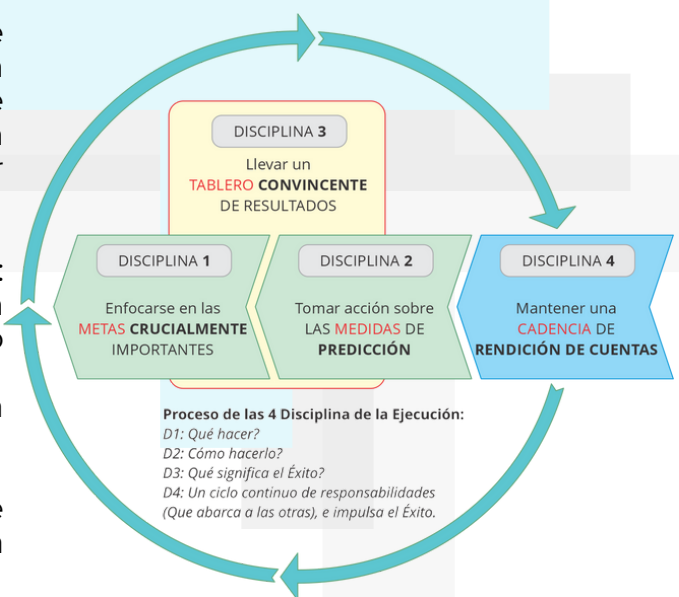 DISCIPLINA 3
Llevar un
TABLERO CONVINCENTE
DE RESULTADOS
DISCIPLINA 1
Enfocarse en las
METAS CRUCIALMENTE
IMPORTANTES
DISCIPLINA 2
Tomar acción sobre
LAS MEDIDAS DE
PREDICCIÓN
DISCIPLINA 4
Mantener una
CADENCIA DE
RENDICIÓN DE CUENTAS
Proceso de las 4 Disciplina de la Ejecución:
D1: Qué hacer?
D2: Cómo hacerlo?
D3: Qué significa el Éxito?
D4: Un ciclo continuo de responsabilidades
(Que abarca a las otras), e impulsa el Éxito.